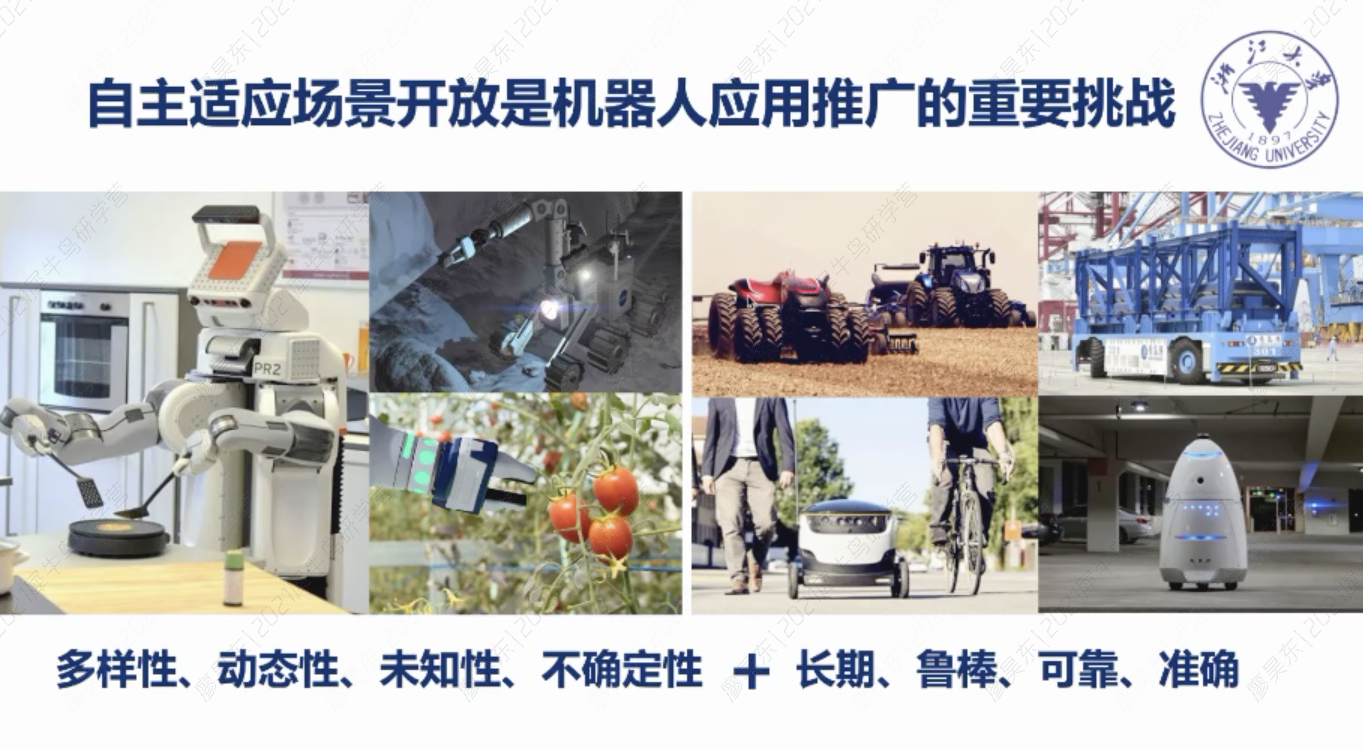 自主适应场景开放是机器人应用推广的重要挑战
浙江大学
1897
ZHEJIANG UNIVERSITY
PR2
301
多样性、动态性、未知性、不确定性 + 长期、鲁棒、可靠、准确